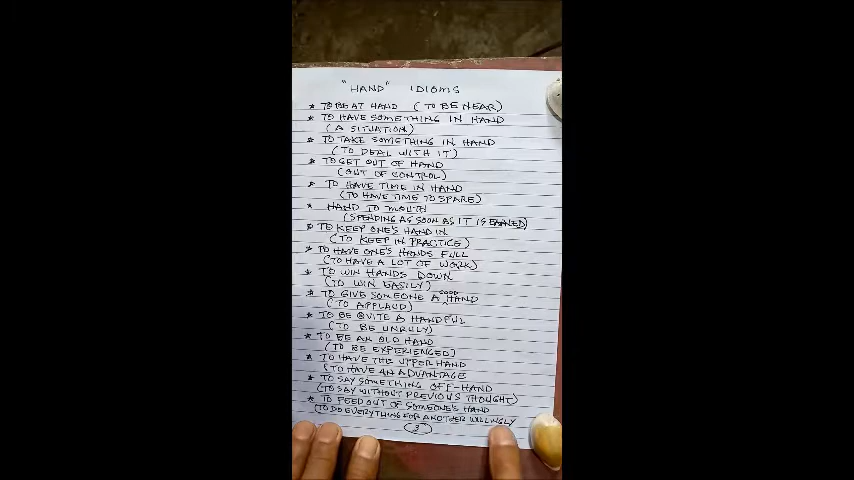 "HAND" IDIOMS
* TO BE AT HAND (TO BE NEAR)
* TO HAVE SOMETHING IN HAND
(A SITUATION)
* TO TAKE SOMETHING IN HAND
(TO DEAL WITH IT)
* TO GET OUT OF HAND
(OUT OF CONTROL)
* TO HAVE TIME IN HAND
(TO HAVE TIME TO SPARE)
* HAND TO MOUTH
(SPENDING AS SOON AS IT IS EARNED)
* TO KEEP ONE'S HAND IN
(TO KEEP IN PRACTICE)
* TO HAVE ONE'S HANDS FULL
(TO HAVE A LOT OF WORK)
* TO WIN HANDS DOWN
(TO WIN EASILY)
* TO GIVE SOMEONE A GOOD HAND
(TO APPLAUD)
* TO BE QUITE A HANDFUL
(TO BE UNRULY)
* TO BE AN OLD HAND
(TO BE EXPERIENCED)
* TO HAVE THE UPPER HAND
(TO HAVE AN ADVANTAGE
* TO SAY SOMETHING OFF-HAND
(TO SAY WITHOUT PREVIOUS THOUGHT)
* TO FEED OUT OF SOMEONE'S HAND
(TO DO EVERYTHING FOR ANOTHER WILLINGLY
3